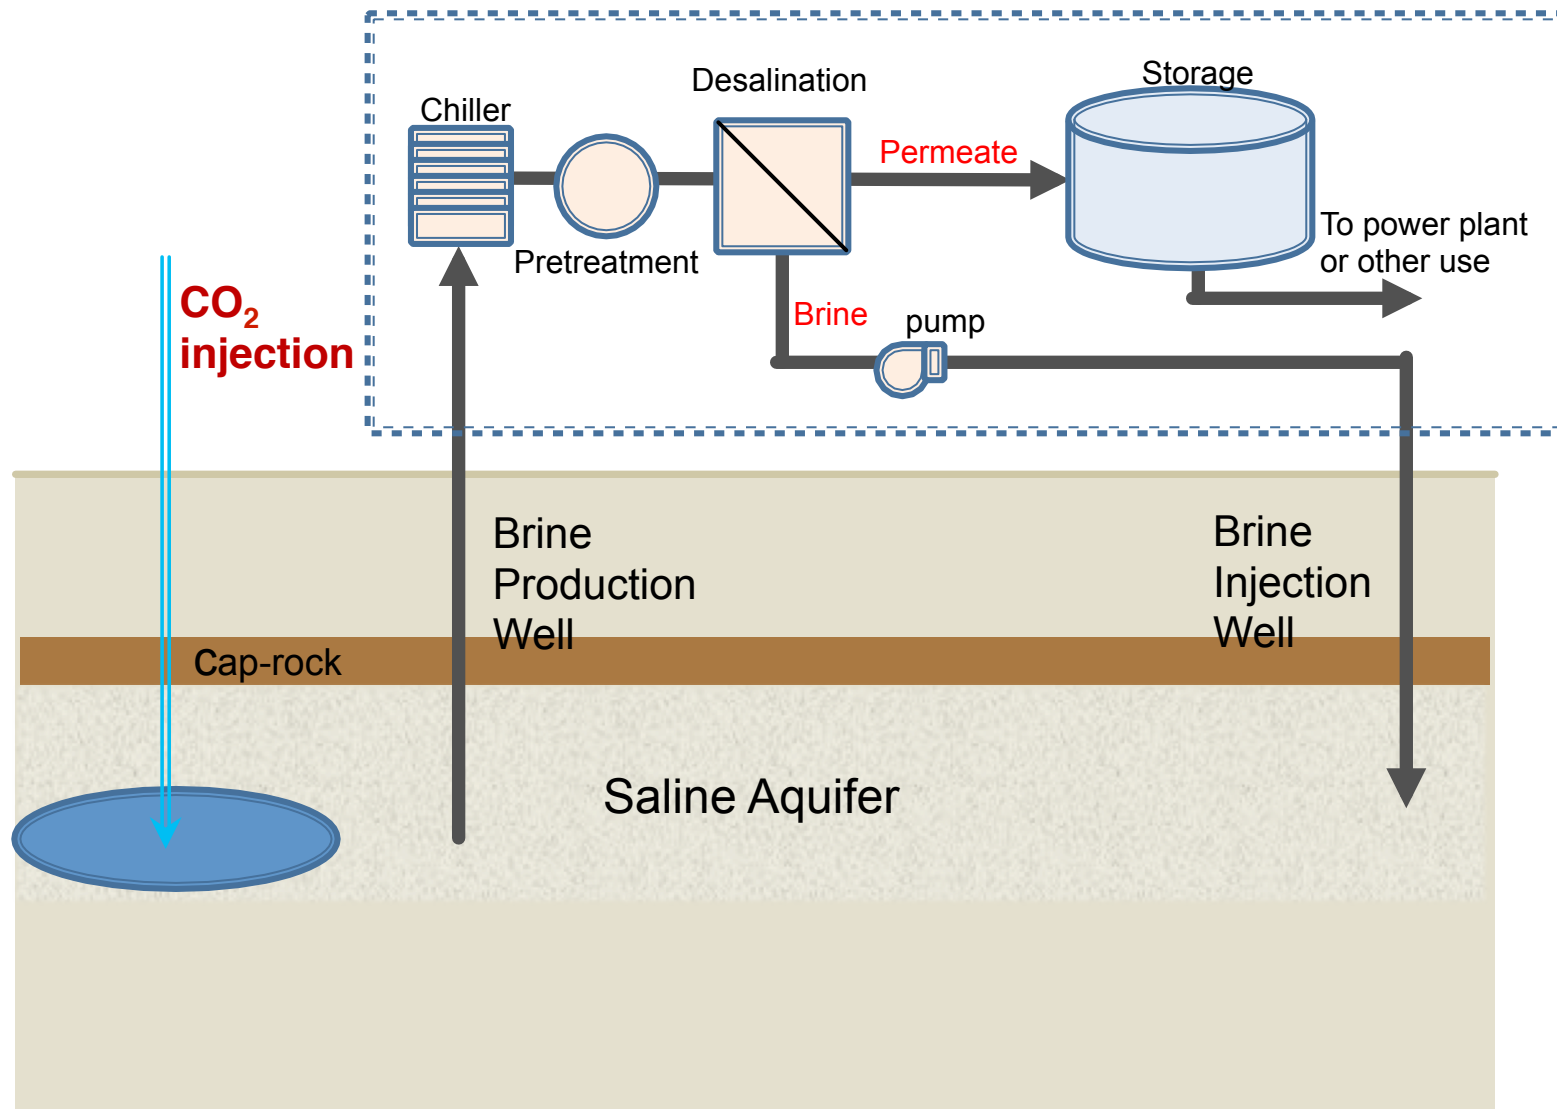 Storage
Desalination
Chiller
Permeate
To power plant
or other use
Pretreatment
CO₂
injection
Brine
pump
Brine
Production
Well
Brine
Injection
Well
Cap-rock
Saline Aquifer